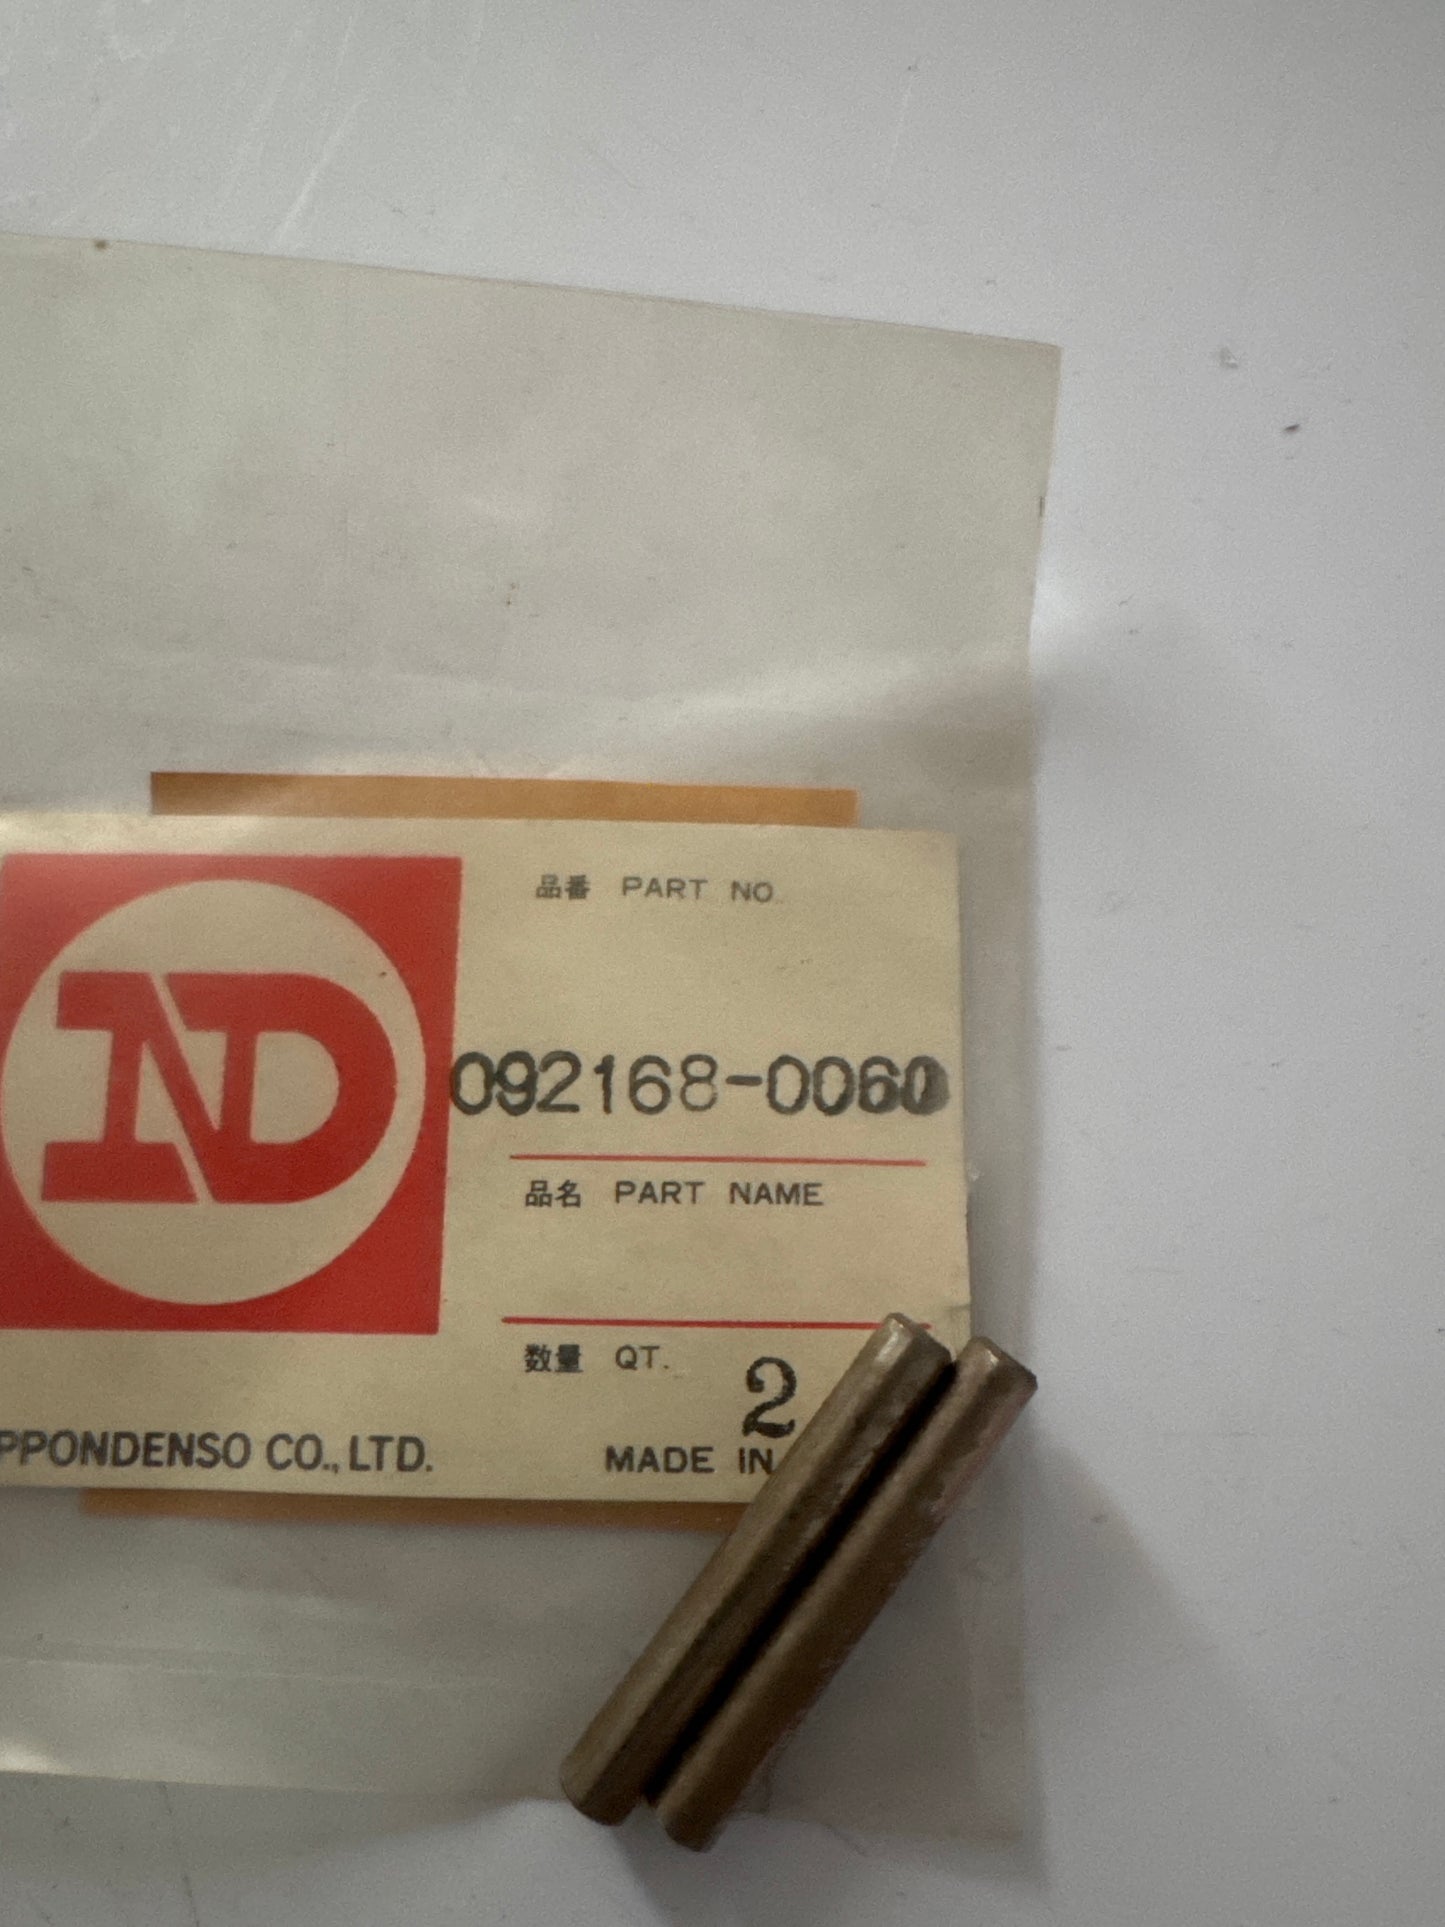 品番 PART NO.
ND
092168-0060
品名 PART NAME
数量 QT. 2
PPONDENSO CO., LTD.
MADE IN